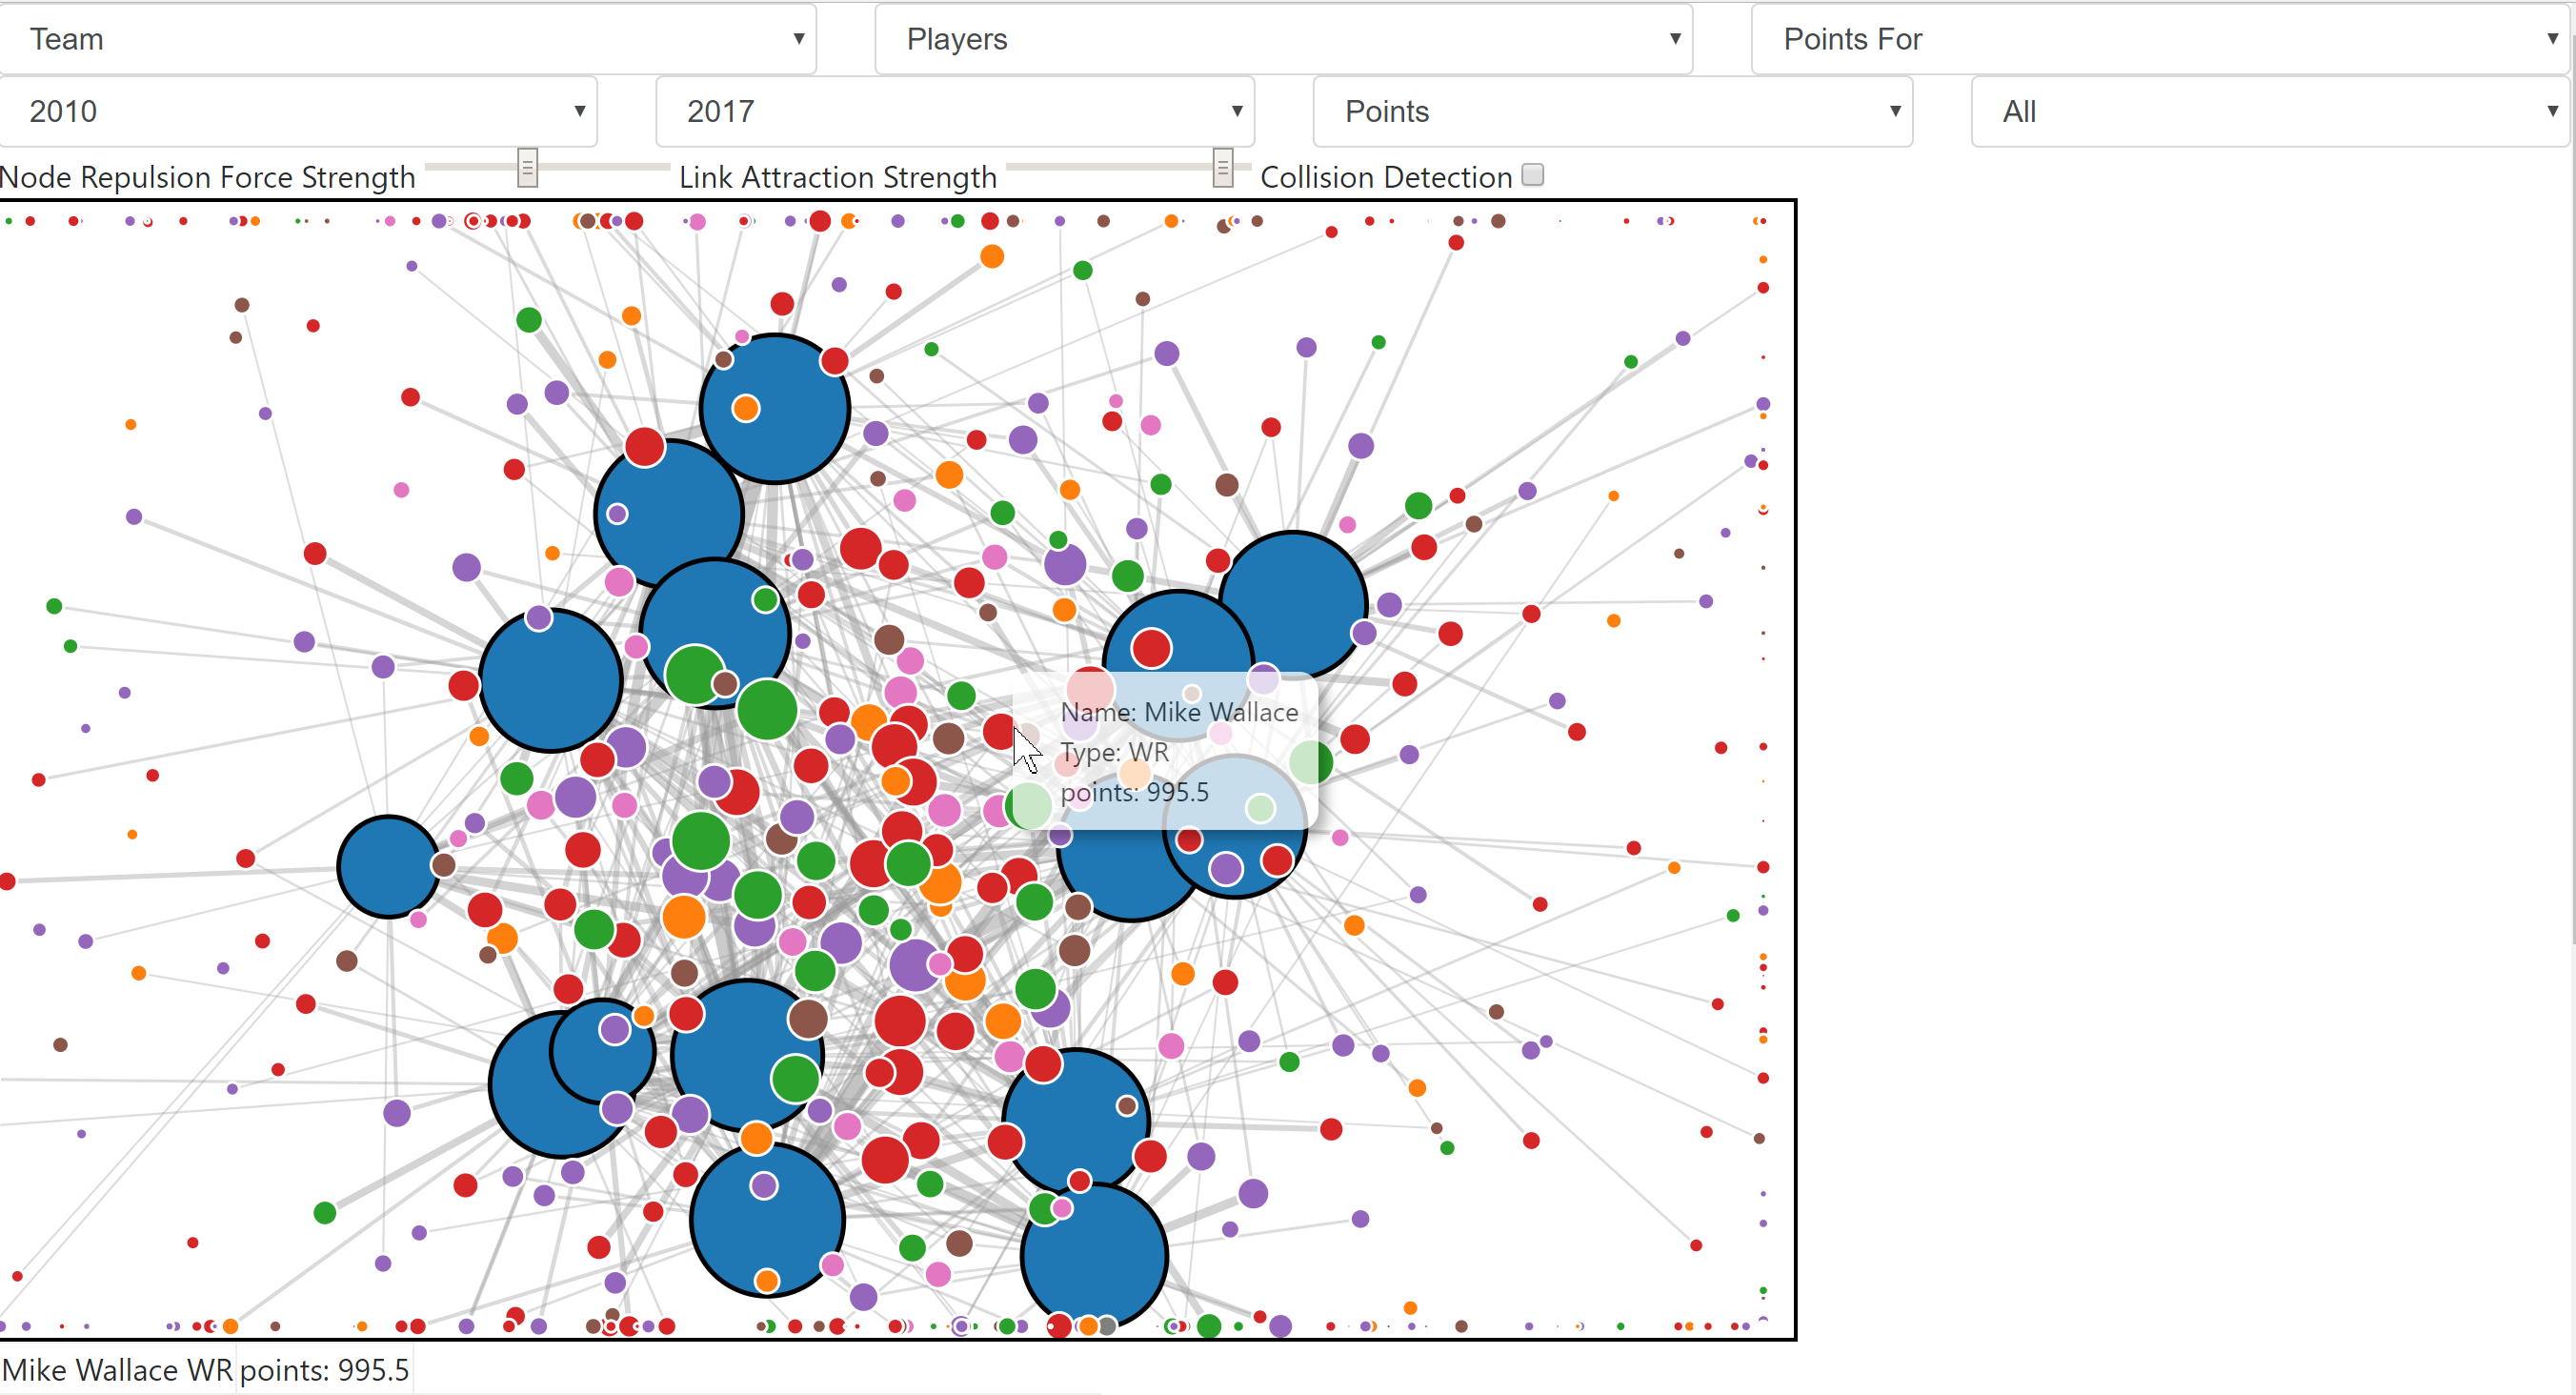 Team Players Points For
2010 2017 Points All
Node Repulsion Force Strength Link Attraction Strength Collision Detection
Name: Mike Wallace
Type: WR
points: 995.5
Mike Wallace WR points: 995.5